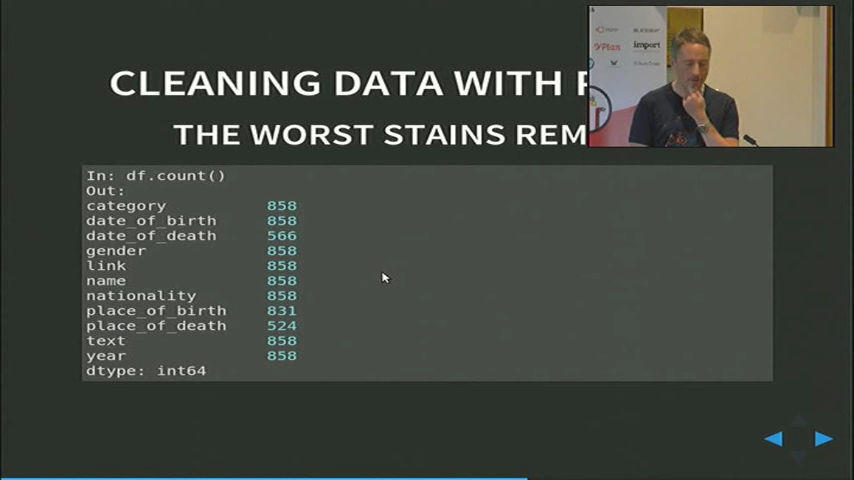 CLEANING DATA WITH
THE WORST STAINS REM
In: df.count()
Out:
category 858
date_of_birth 858
date_of_death 566
gender 858
link 858
name 858
nationality 858
place_of_birth 831
place_of_death 524
text 858
year 858
dtype: int64
import